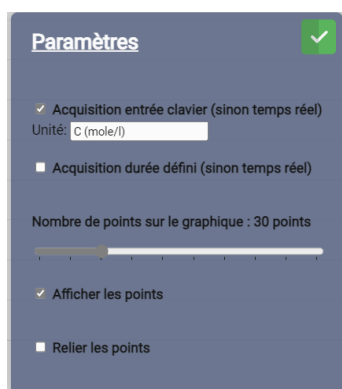 Paramètres
Acquisition entrée clavier (sinon temps réel)
Unité: C (mole/l)
Acquisition durée défini (sinon temps réel)
Nombre de points sur le graphique : 30 points
Afficher les points
Relier les points